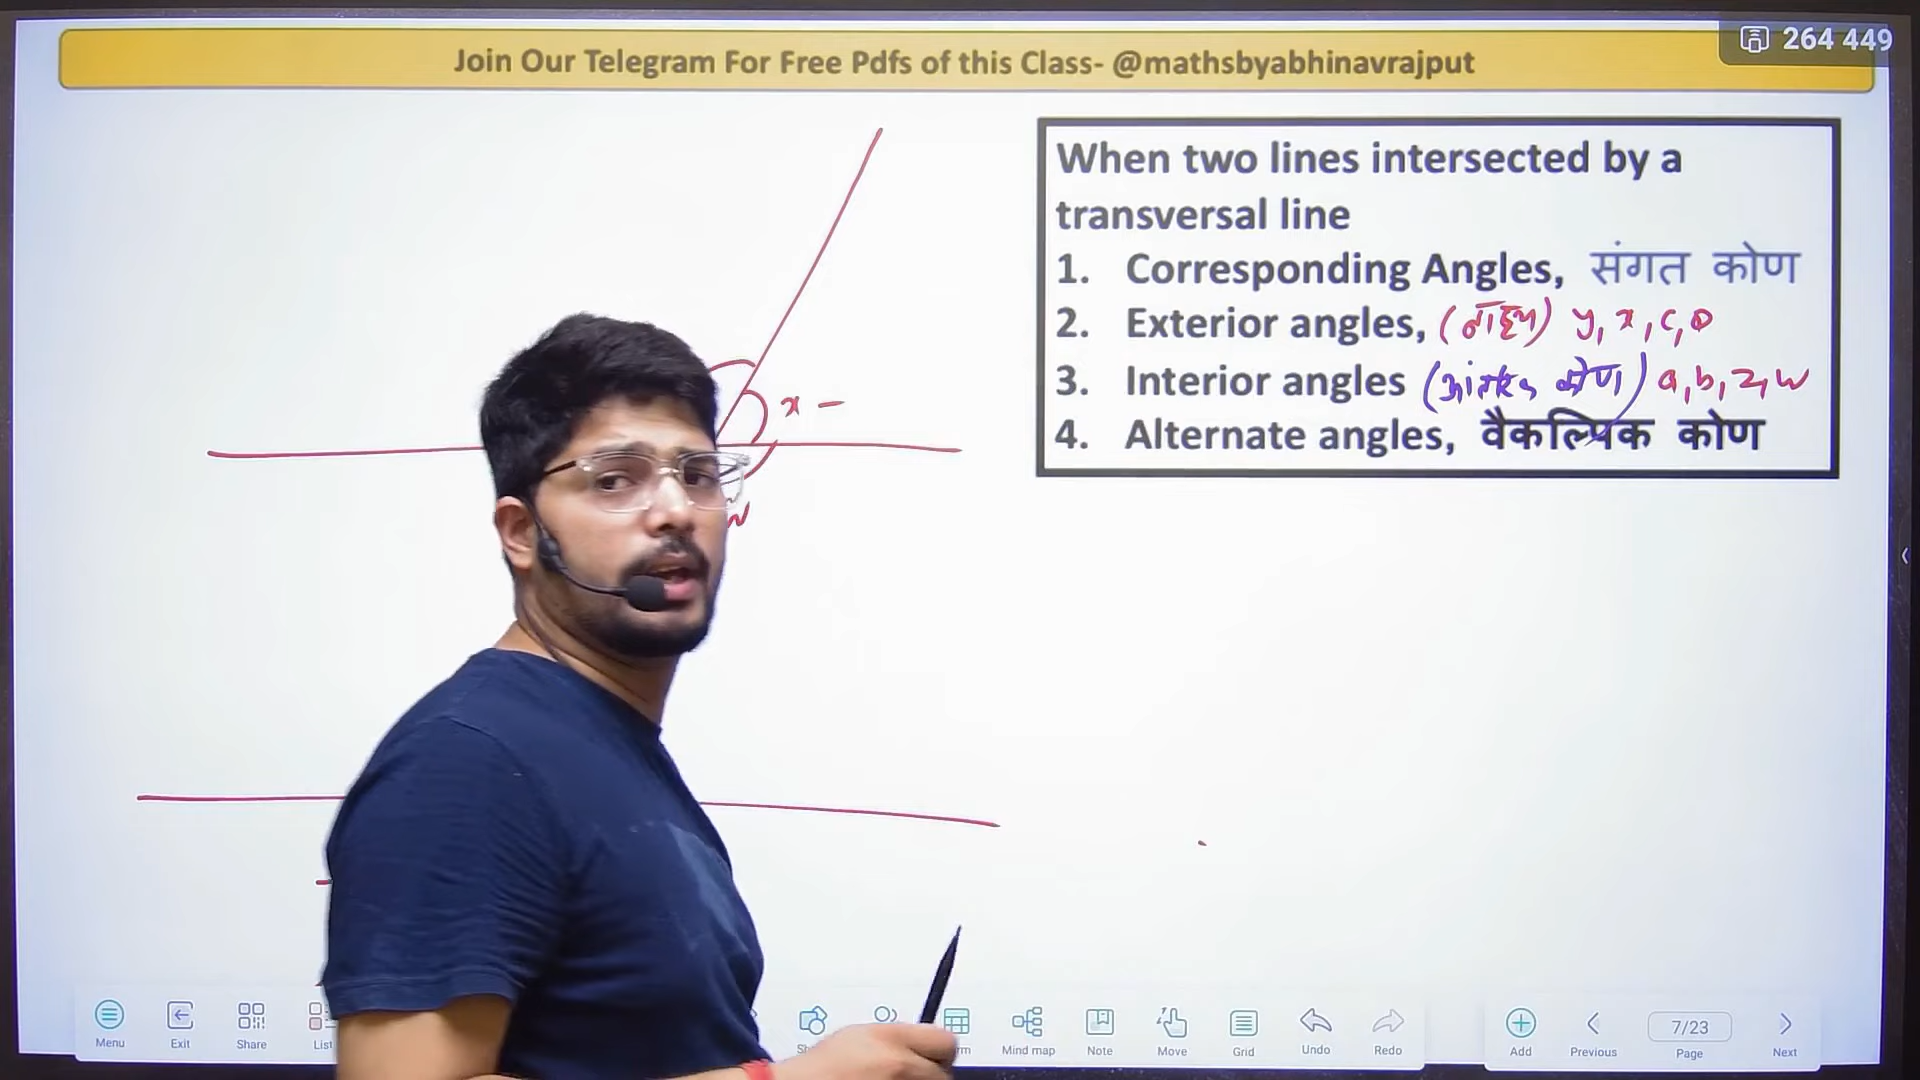 264 449
Join Our Telegram For Free Pdfs of this Class- @mathsbyabhinavrajput
When two lines intersected by a
transversal line
1. Corresponding Angles, संगत कोण
2. Exterior angles, (बाह्य) y, x, c, D
3. Interior angles (आंतरिक कोण) a, b, z, w
4. Alternate angles, वैकल्पिक कोण
x –
w
Menu
Exit
Share
List
Mind map
Note
Move
Grid
Undo
Redo
Add
Previous
7/23
Page
Next